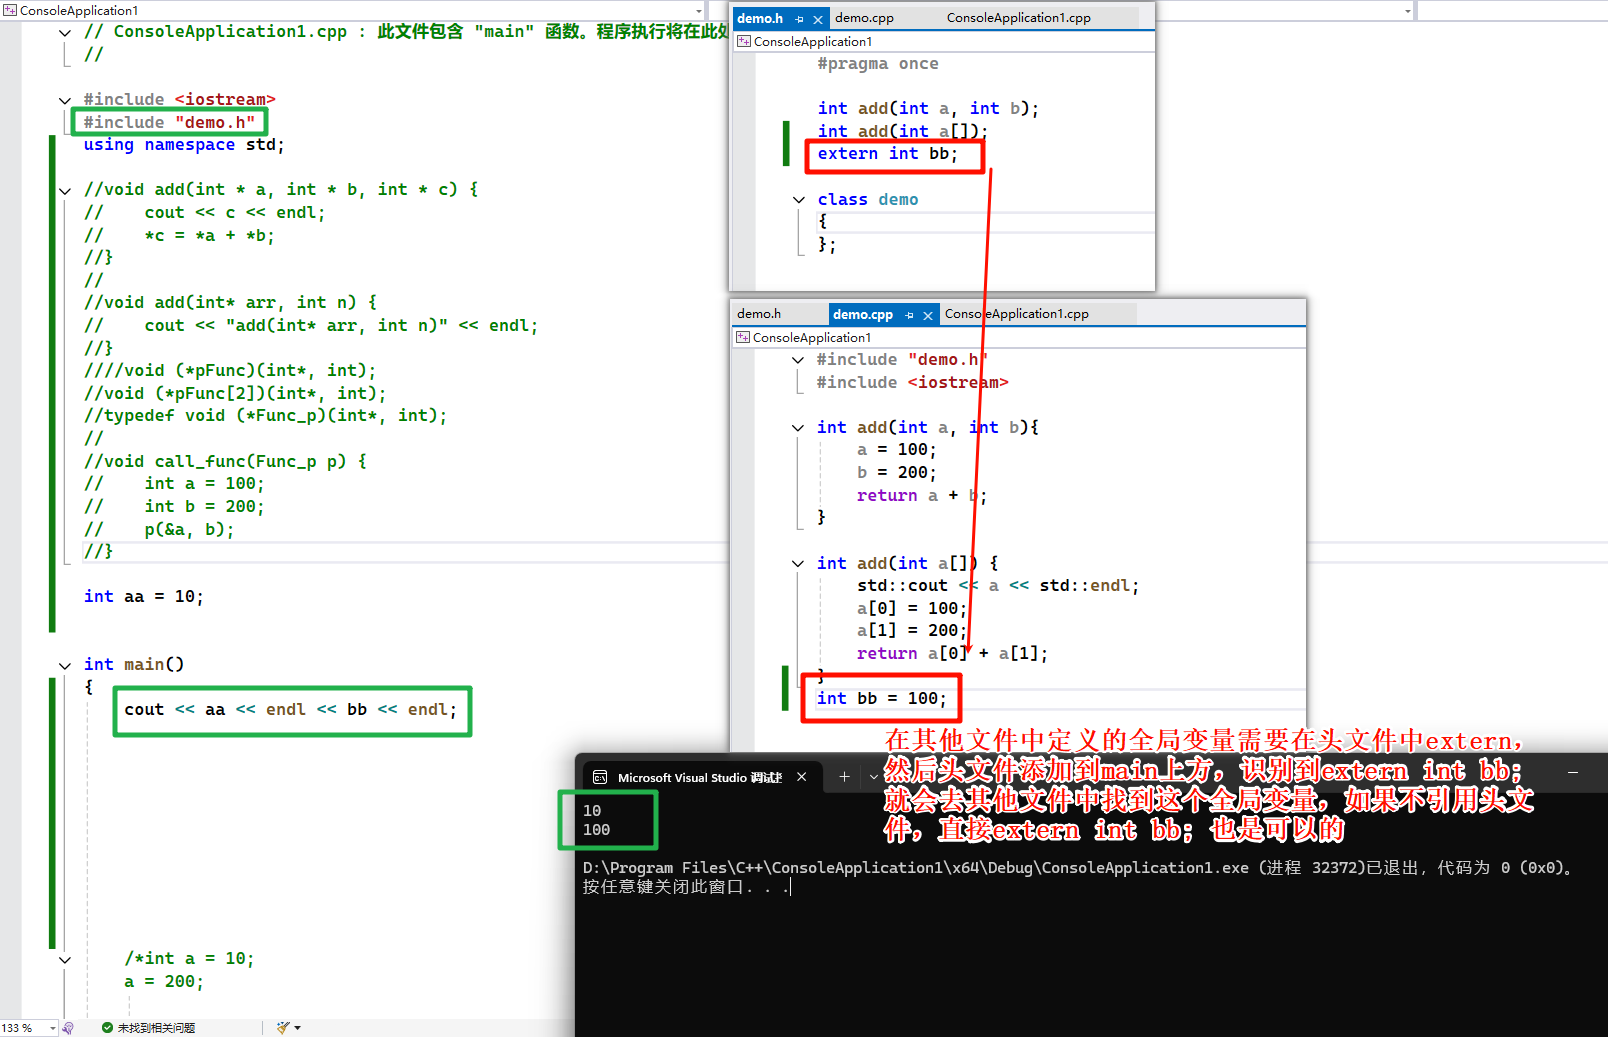 ConsoleApplication1
// ConsoleApplication1.cpp : 此文件包含 "main" 函数。程序执行将在此处
//
#include <iostream>
#include "demo.h"
using namespace std;
//void add(int * a, int * b, int * c) {
//    cout << c << endl;
//    *c = *a + *b;
//}
//
//void add(int* arr, int n) {
//    cout << "add(int* arr, int n)" << endl;
//}
////void (*pFunc)(int*, int);
//void (*pFunc[2])(int*, int);
//typedef void (*Func_p)(int*, int);
//
//void call_func(Func_p p) {
//    int a = 100;
//    int b = 200;
//    p(&a, b);
//}
int aa = 10;
int main()
{
cout << aa << endl << bb << endl;
/*int a = 10;
a = 200;
133 %
未找到相关问题
demo.h demo.cpp ConsoleApplication1.cpp
ConsoleApplication1
#pragma once
int add(int a, int b);
int add(int a[]);
extern int bb;
class demo
{
};
demo.h demo.cpp ConsoleApplication1.cpp
ConsoleApplication1
#include "demo.h"
#include <iostream>
int add(int a, int b){
a = 100;
b = 200;
return a + b;
}
int add(int a[]) {
std::cout << a << std::endl;
a[0] = 100;
a[1] = 200;
return a[0] + a[1];
}
int bb = 100;
在其他文件中定义的全局变量需要在头文件中extern,
然后头文件添加到main上方，识别到extern int bb;
就会去其他文件中找到这个全局变量，如果不引用头文
件，直接extern int bb; 也是可以的
Microsoft Visual Studio 调试
10
100
D:\Program Files\C++\ConsoleApplication1\x64\Debug\ConsoleApplication1.exe (进程 32372)已退出，代码为 0 (0x0)。
按任意键关闭此窗口. . .